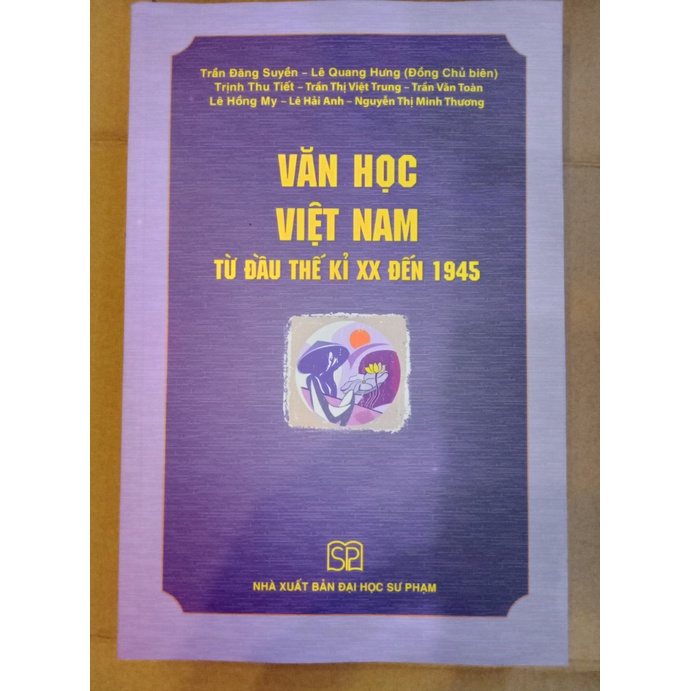 Trần Đăng Suyền – Lê Quang Hưng (Đồng Chủ biên)
Trịnh Thu Tiết – Trần Thị Việt Trung – Trần Văn Toàn
Lê Hồng My – Lê Hải Anh – Nguyễn Thị Minh Thương
VĂN HỌC
VIỆT NAM
TỪ ĐẦU THẾ KỈ XX ĐẾN 1945
SP
NHÀ XUẤT BẢN ĐẠI HỌC SƯ PHẠM